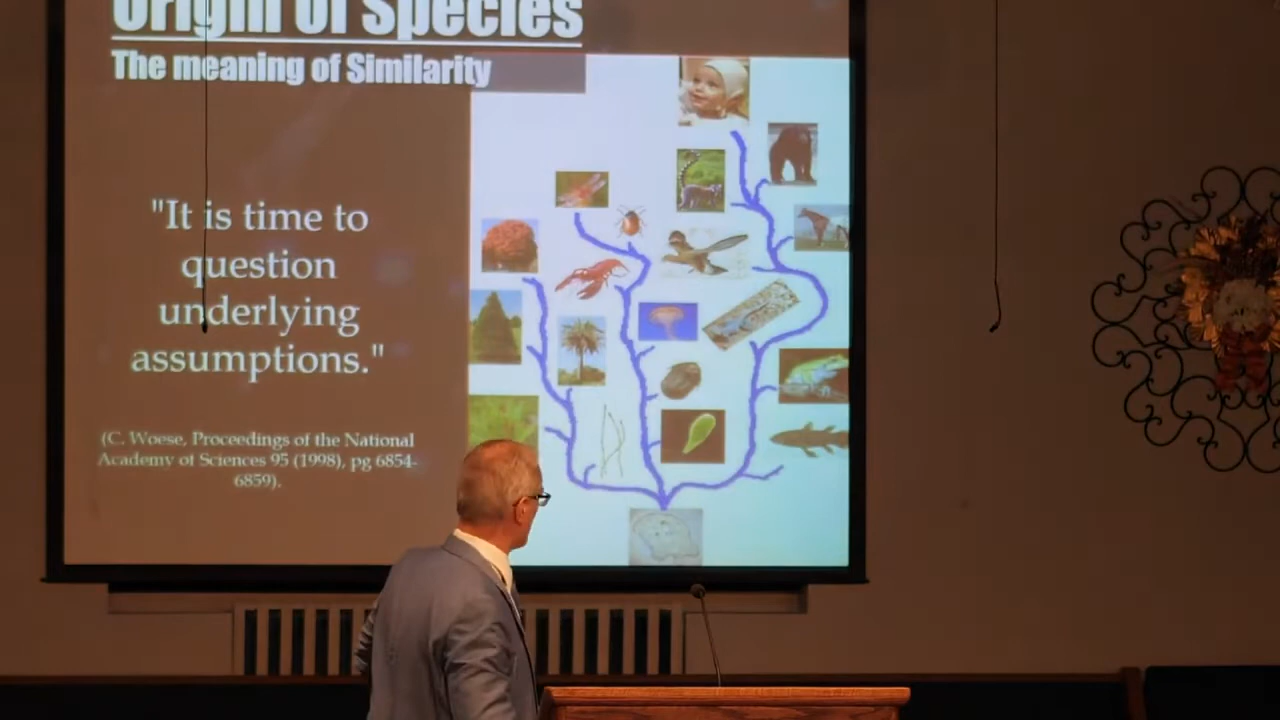 Origin of Species
The meaning of Similarity
"It is time to
question
underlying
assumptions."
(C. Woese, Proceedings of the National
Academy of Sciences 95 (1998), pg 6854-
6859).